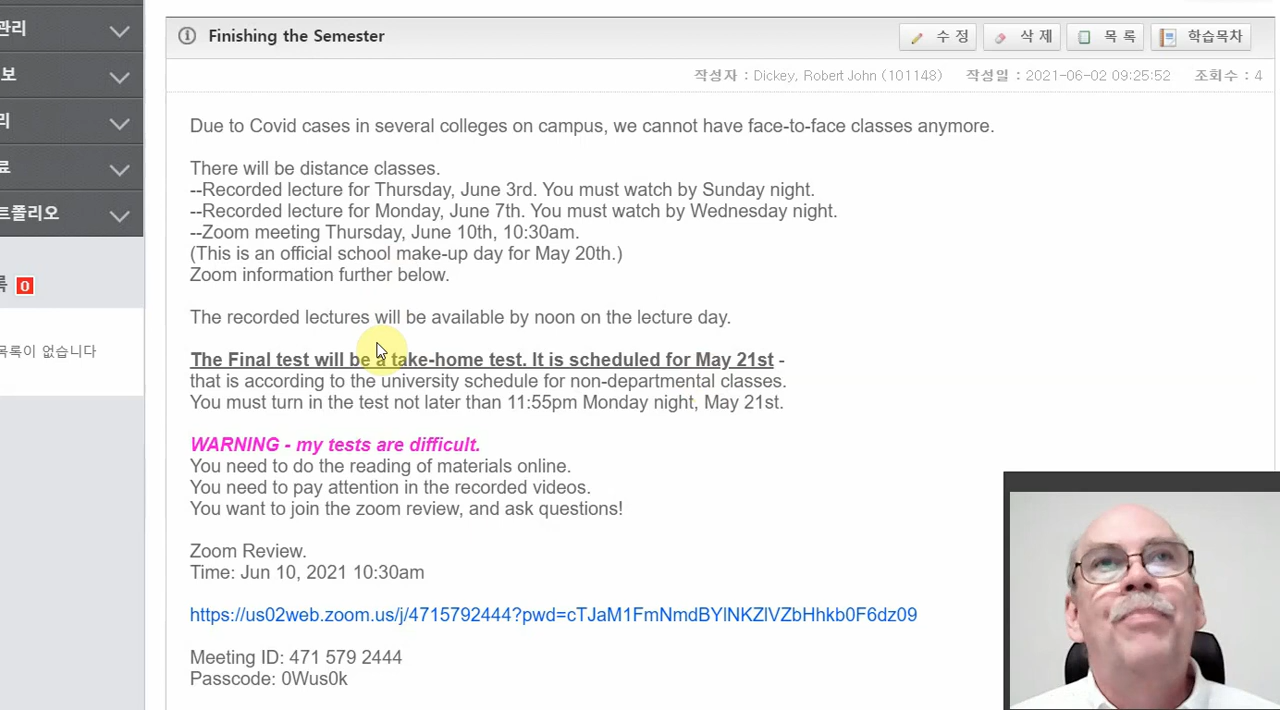 관리
Finishing the Semester
수 정
삭 제
목 록
학습목차
보
작성자 : Dickey, Robert John (101148) 작성일 : 2021-06-02 09:25:52 조회수 : 4
리
Due to Covid cases in several colleges on campus, we cannot have face-to-face classes anymore.
료
There will be distance classes.
--Recorded lecture for Thursday, June 3rd. You must watch by Sunday night.
트폴리오
--Recorded lecture for Monday, June 7th. You must watch by Wednesday night.
--Zoom meeting Thursday, June 10th, 10:30am.
(This is an official school make-up day for May 20th.)
Zoom information further below.
록 0
The recorded lectures will be available by noon on the lecture day.
목록이 없습니다
The Final test will be a take-home test. It is scheduled for May 21st -
that is according to the university schedule for non-departmental classes.
You must turn in the test not later than 11:55pm Monday night, May 21st.
WARNING - my tests are difficult.
You need to do the reading of materials online.
You need to pay attention in the recorded videos.
You want to join the zoom review, and ask questions!
Zoom Review.
Time: Jun 10, 2021 10:30am
https://us02web.zoom.us/j/4715792444?pwd=cTJaM1FmNmdBYlNKZlVZbHhkb0F6dz09
Meeting ID: 471 579 2444
Passcode: 0Wus0k